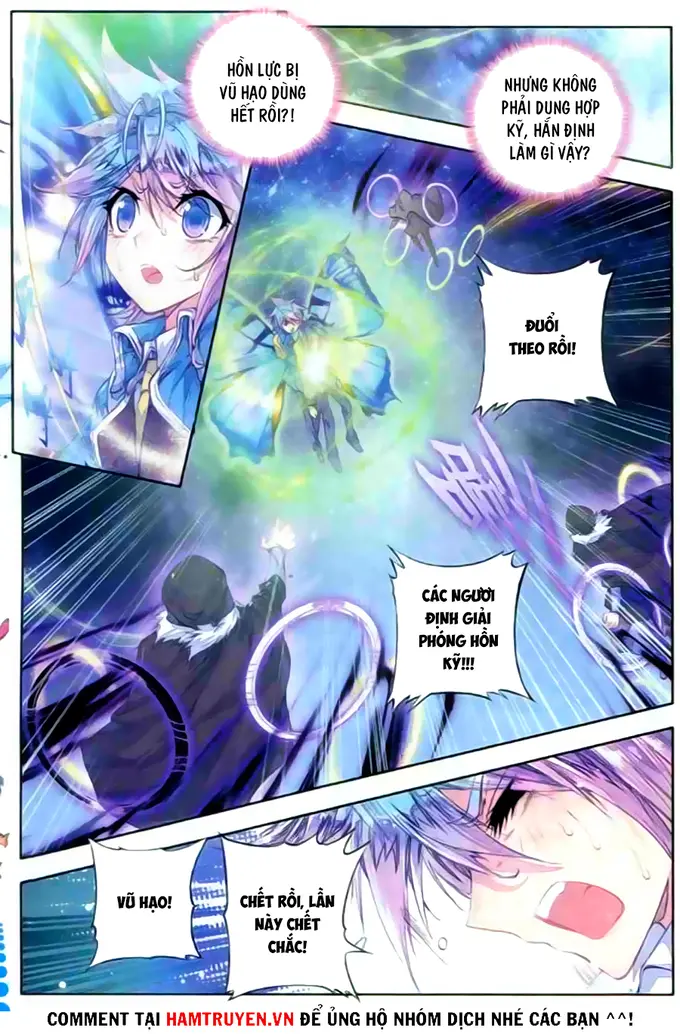 HỒN LỰC BỊ
VŨ HẠO DÙNG
HẾT RỒI?!
NHƯNG KHÔNG
PHẢI DUNG HỢP
KỸ, HẮN ĐỊNH
LÀM GÌ VẬY?
ĐUỔI
THEO RỒI!
CÁC NGƯƠI
ĐỊNH GIẢI
PHÓNG HỒN
KỸ!!!
VŨ HẠO!
CHẾT RỒI, LẦN
NÀY CHẾT
CHẮC!
COMMENT TẠI HAMTRUYEN.VN ĐỂ ỦNG HỘ NHÓM DỊCH NHÉ CÁC BẠN ^^!